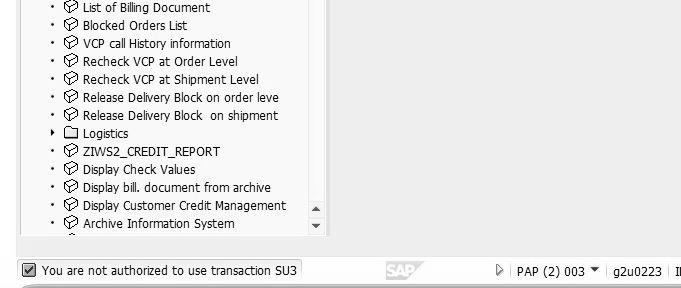 List of Billing Document
Blocked Orders List
VCP call History information
Recheck VCP at Order Level
Recheck VCP at Shipment Level
Release Delivery Block on order leve
Release Delivery Block  on shipment
Logistics
ZIWS2_CREDIT_REPORT
Display Check Values
Display bill. document from archive
Display Customer Credit Management
Archive Information System
You are not authorized to use transaction SU3
SAP
PAP (2) 003
g2u0223